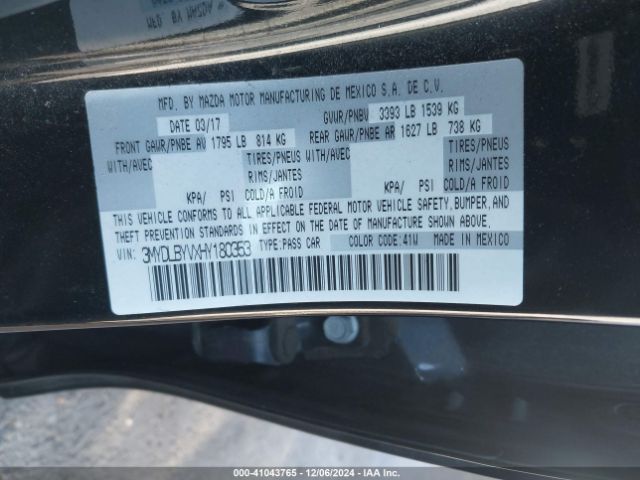 MFD. BY MAZDA MOTOR MANUFACTURING DE MEXICO S.A. DE C.V.
DATE 03/17 GVWR/PNBV 3393 LB 1539 KG
FRONT GAWR/PNBE AV 1795 LB 814 KG REAR GAWR/PNBE AR 1627 LB 738 KG
WITH/AVEC TIRES/PNEUS WITH/AVEC TIRES/PNEUS
RIMS/JANTES RIMS/JANTES
KPA/ PSI COLD/A FROID KPA/ PSI COLD/A FROID
THIS VEHICLE CONFORMS TO ALL APPLICABLE FEDERAL MOTOR VEHICLE SAFETY, BUMPER, AND
THEFT PREVENTION STANDARDS IN EFFECT ON THE DATE OF MANUFACTURE SHOWN ABOVE.
VIN: 3MYDLBYVXHY180353 TYPE: PASS CAR COLOR CODE: 41W MADE IN MEXICO
000-41043765 • 12/06/2024 • IAA Inc.